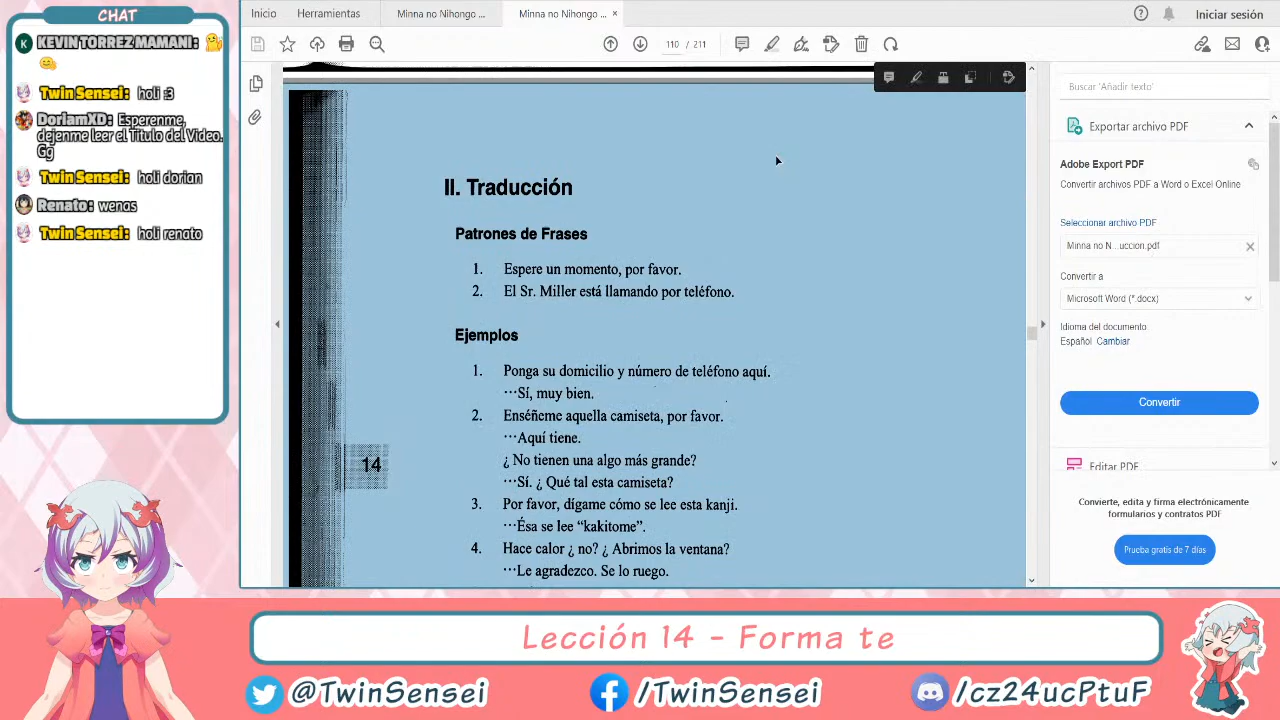 CHAT
K KEVIN TORREZ MAMANI:
TwinSensei: holi :3
DoriamXD: Esperenme,
dejenme leer el Titulo del Video.
Gg
TwinSensei: holi dorian
Renato: wenas
TwinSensei: holi renato
Inicio Herramientas Minna no Nihongo ... Minna no Nihongo ... × Iniciar sesión
110 / 211
II. Traducción
Patrones de Frases
1. Espere un momento, por favor.
2. El Sr. Miller está llamando por teléfono.
Ejemplos
1. Ponga su domicilio y número de teléfono aquí.
…Sí, muy bien.
2. Enséñeme aquella camiseta, por favor.
…Aquí tiene.
¿ No tienen una algo más grande?
…Sí. ¿ Qué tal esta camiseta?
3. Por favor, dígame cómo se lee esta kanji.
…Ésa se lee “kakitome”.
4. Hace calor ¿ no? ¿ Abrimos la ventana?
…Le agradezco. Se lo ruego.
14
Buscar 'Añadir texto'
Exportar archivo PDF
Adobe Export PDF
Convertir archivos PDF a Word o Excel Online
Seleccionar archivo PDF
Minna no N...uccion.pdf
Convertir a
Microsoft Word (*.docx)
Idioma del documento
Español Cambiar
Convertir
Editar PDF
Convierte, edita y firma electrónicamente
formularios y contratos PDF
Prueba gratis de 7 días
Lección 14 - Forma te
@TwinSensei /TwinSensei /cz24ucPtuF